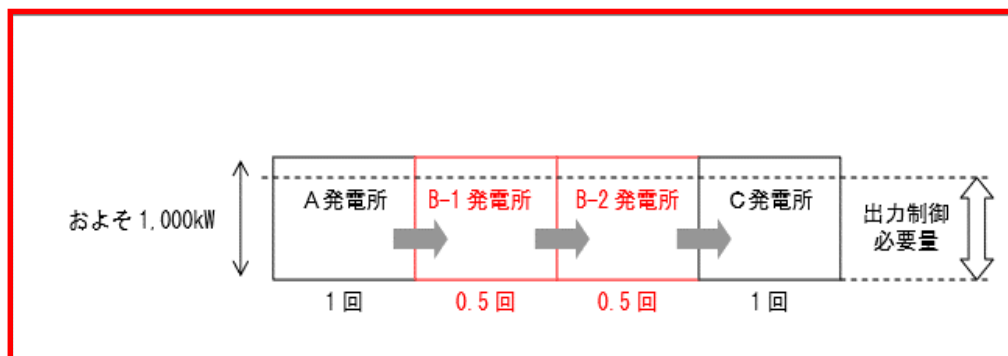 A発電所
B-1 発電所
B-2 発電所
C発電所
およそ 1,000kW
出力制御
必要量
1回
0.5回
0.5回
1回